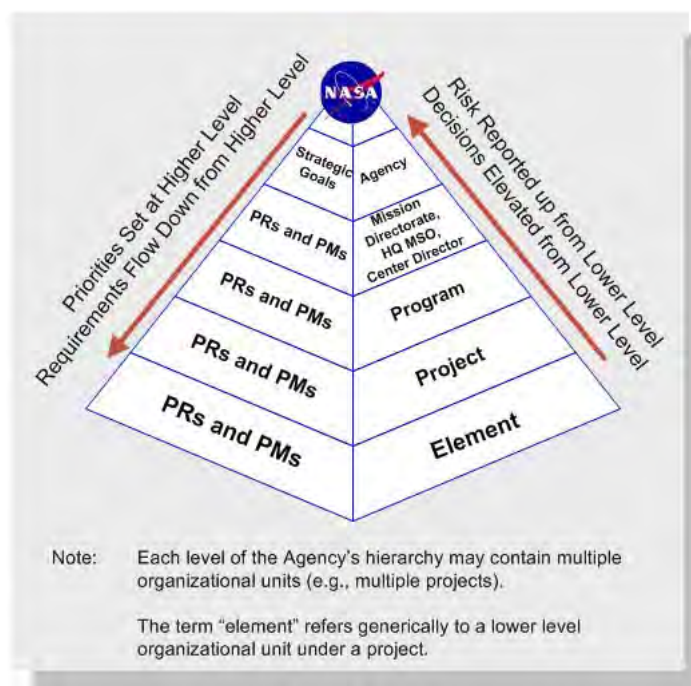 NASA
Priorities Set at Higher Level
Requirements Flow Down from Higher Level
Risk Reported up from Lower Level
Decisions Elevated from Lower Level
Strategic
Goals
Agency
PRs and PMs
Mission
Directorate,
HQ MSO,
Center Director
PRs and PMs
Program
PRs and PMs
Project
PRs and PMs
Element
Note: Each level of the Agency's hierarchy may contain multiple
organizational units (e.g., multiple projects).
The term "element" refers generically to a lower level
organizational unit under a project.